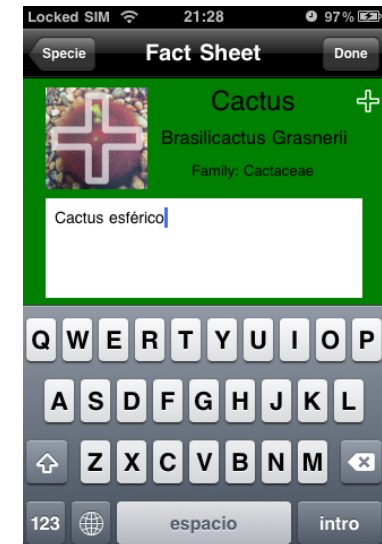 Locked SIM 21:28 97%
Specie Fact Sheet Done
Cactus
Brasilicactus Grasnerii
Family: Cactaceae
Cactus esférico
Q W E R T Y U I O P
A S D F G H J K L
Z X C V B N M
123 espacio intro